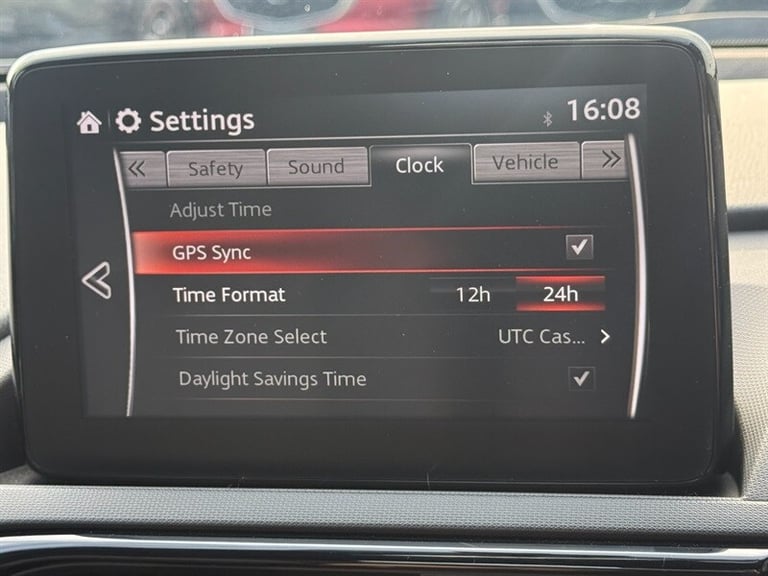 Settings
16:08
Safety
Sound
Clock
Vehicle
Adjust Time
GPS Sync
Time Format 12h 24h
Time Zone Select UTC Cas...
Daylight Savings Time